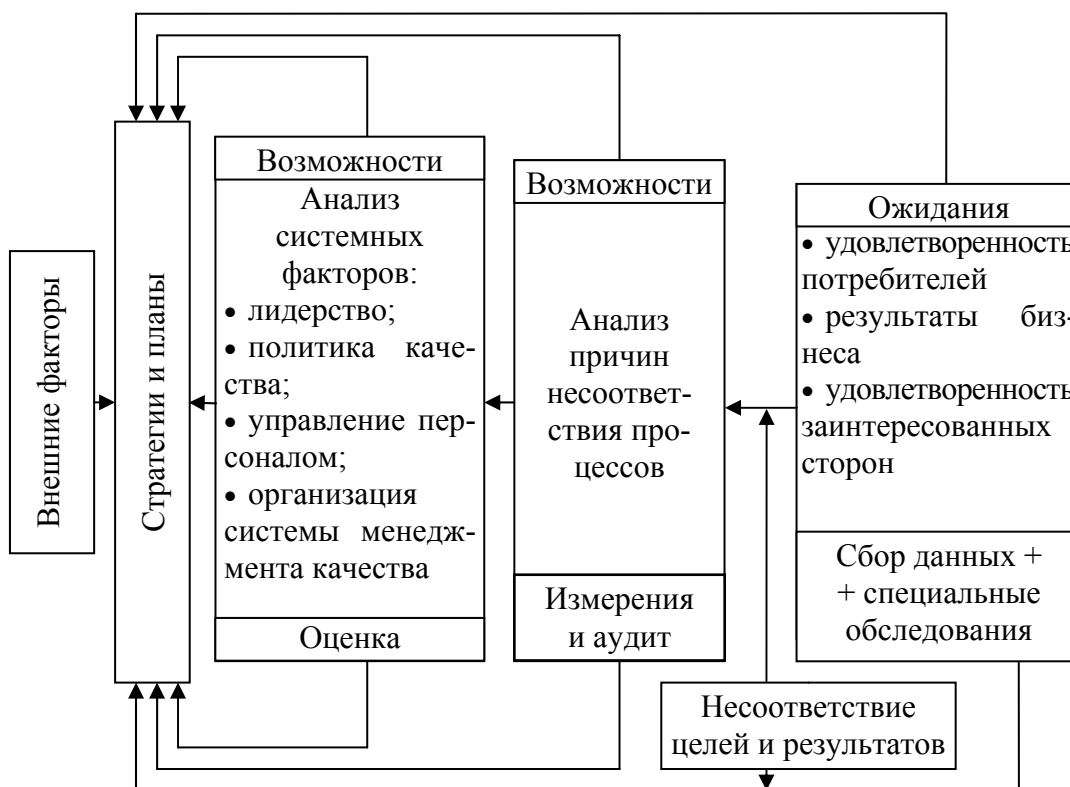 Внешние факторы
Стратегии и планы
Возможности
Анализ
системных
факторов:
• лидерство;
• политика каче-
ства;
• управление пер-
соналом;
• организация
системы менедж-
мента качества
Оценка
Возможности
Анализ
причин
несоответ-
ствия про-
цессов
Измерения
и аудит
Ожидания
• удовлетворенность
потребителей
• результаты биз-
неса
• удовлетворенность
заинтересованных
сторон
Сбор данных +
+ специальные
обследования
Несоответствие
целей и результатов